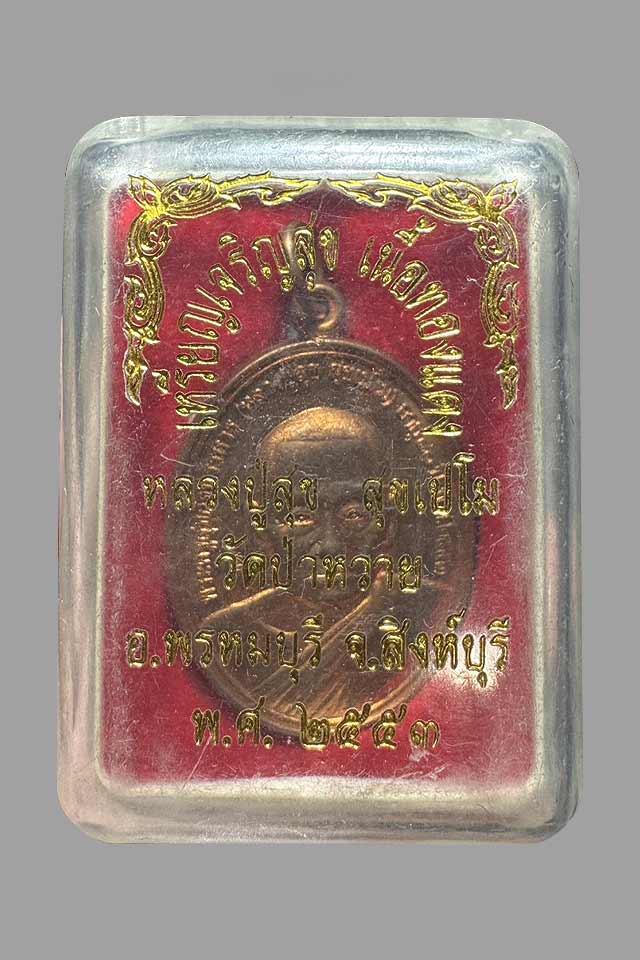 เหรียญเจริญสุข เนื้อทองแดง
หลวงปู่สุข สุขเปโม
วัดป่าหวาย
อ.พรหมบุรี จ.สิงห์บุรี
พ.ศ. ๒๕๕๓